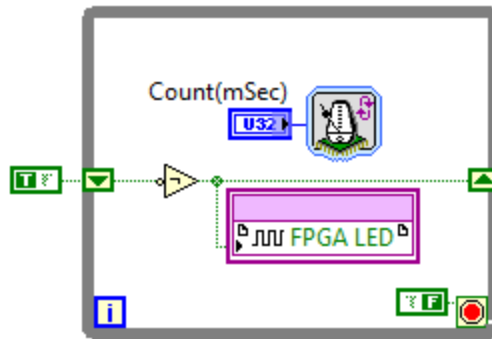 Count(mSec)
U32
T
FPGA LED
i
F